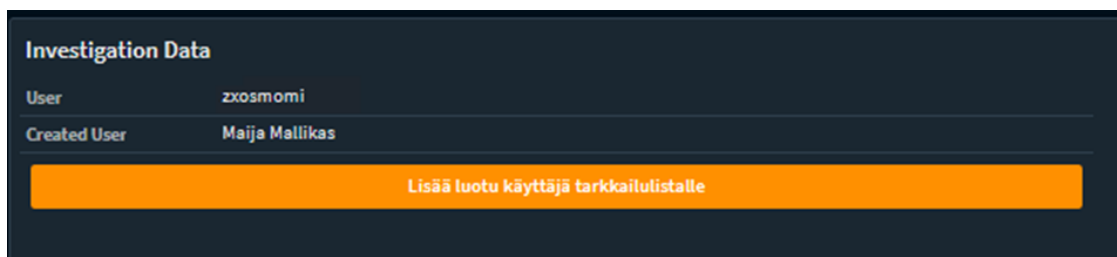 Investigation Data
User zxosmomi
Created User Maija Mallikas
Lisää luotu käyttäjä tarkkailulistalle